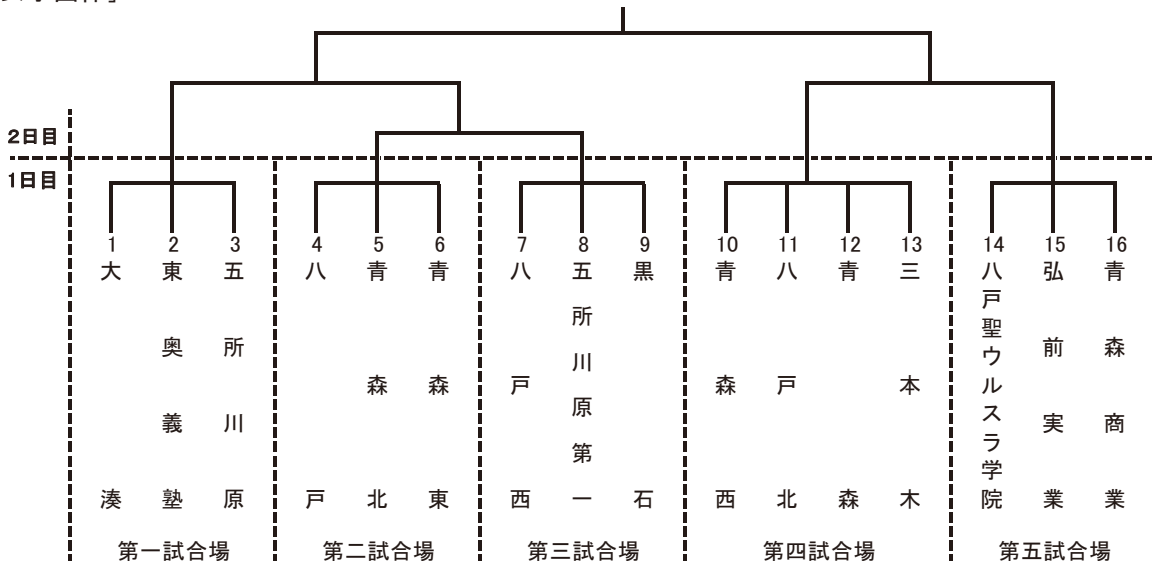 2日目
1日目
1 大湊
2 東奥義塾
3 五所川原
4 八戸
5 青森北
6 青森東
7 八戸西
8 五所川原第一
9 黒石
10 青森西
11 八戸北
12 青森
13 三本木
14 八戸聖ウルスラ学院
15 弘前実業
16 青森商業
第一試合場
第二試合場
第三試合場
第四試合場
第五試合場